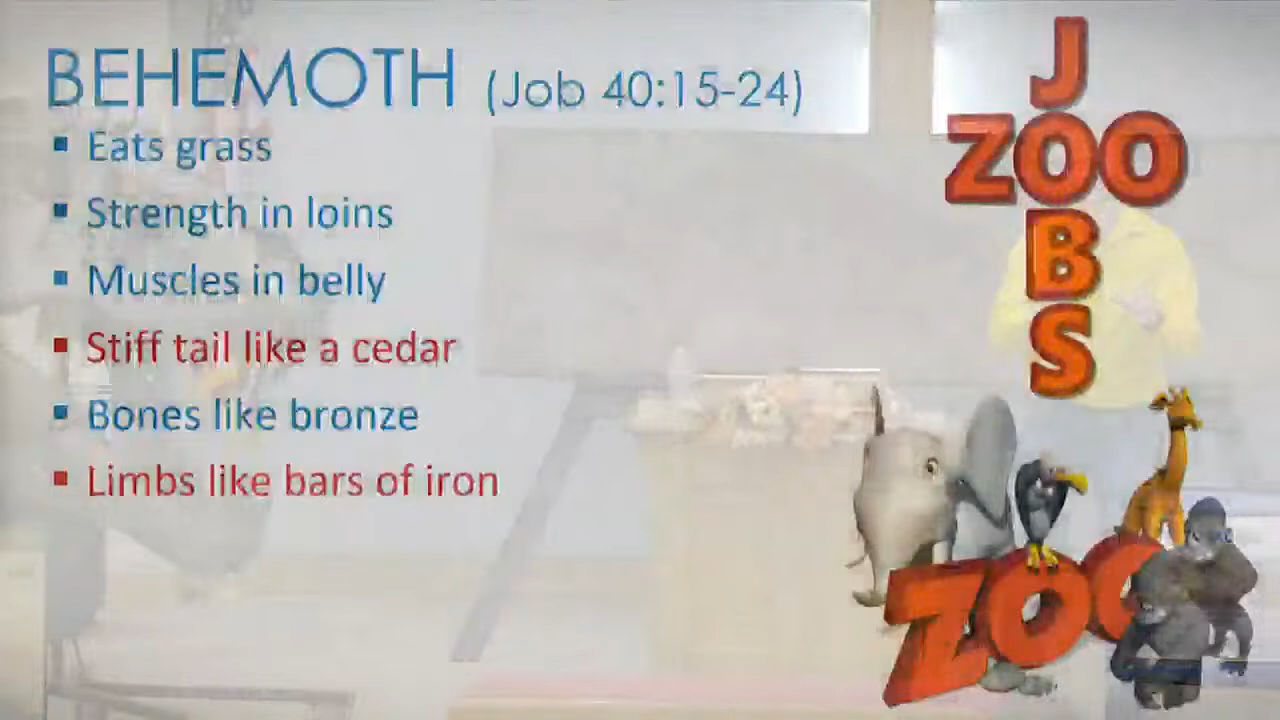 BEHEMOTH (Job 40:15-24)
Eats grass
Strength in loins
Muscles in belly
Stiff tail like a cedar
Bones like bronze
Limbs like bars of iron
J
ZOO
B
S
ZOO